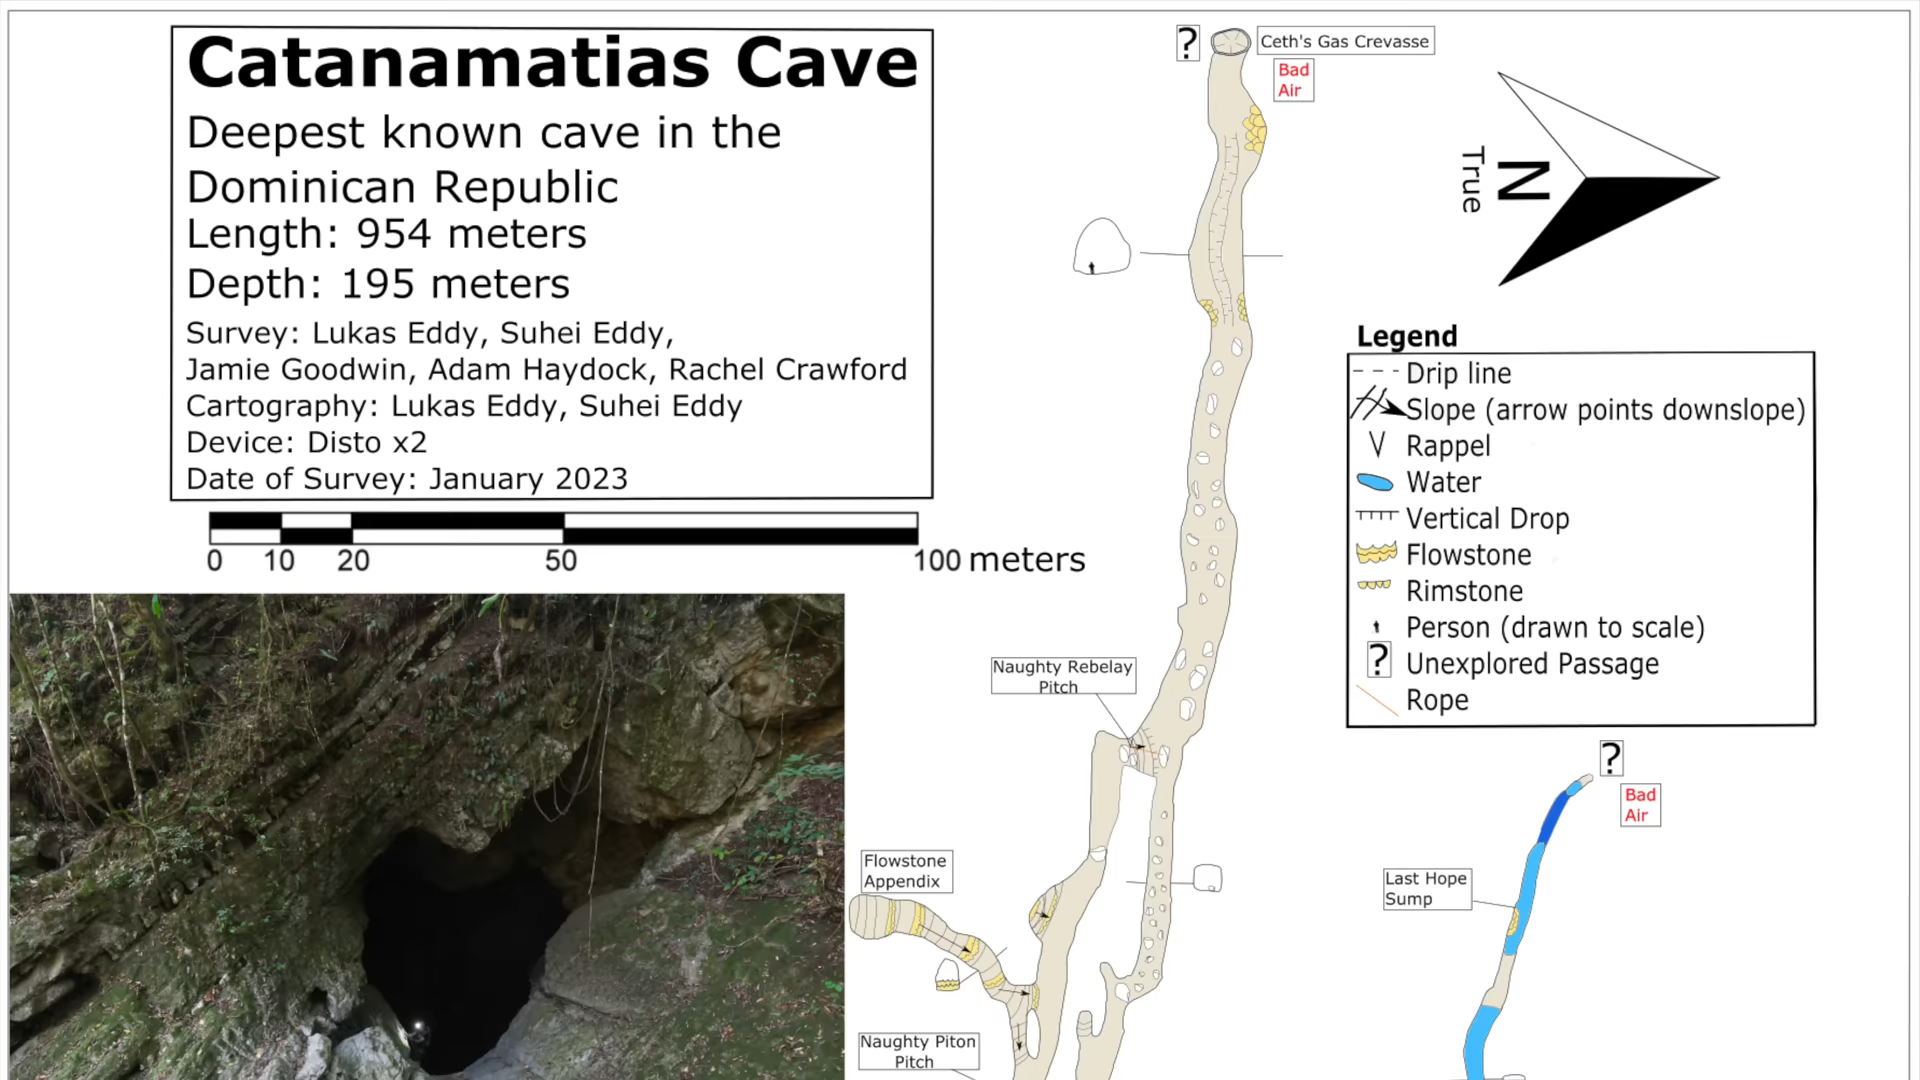 Catanamatias Cave
Deepest known cave in the
Dominican Republic
Length: 954 meters
Depth: 195 meters
Survey: Lukas Eddy, Suhei Eddy,
Jamie Goodwin, Adam Haydock, Rachel Crawford
Cartography: Lukas Eddy, Suhei Eddy
Device: Disto x2
Date of Survey: January 2023
0 10 20 50 100 meters
?
Ceth's Gas Crevasse
Bad
Air
N
True
Legend
Drip line
Slope (arrow points downslope)
Rappel
Water
Vertical Drop
Flowstone
Rimstone
Person (drawn to scale)
? Unexplored Passage
Rope
Naughty Rebelay
Pitch
?
Bad
Air
Flowstone
Appendix
Last Hope
Sump
Naughty Piton
Pitch